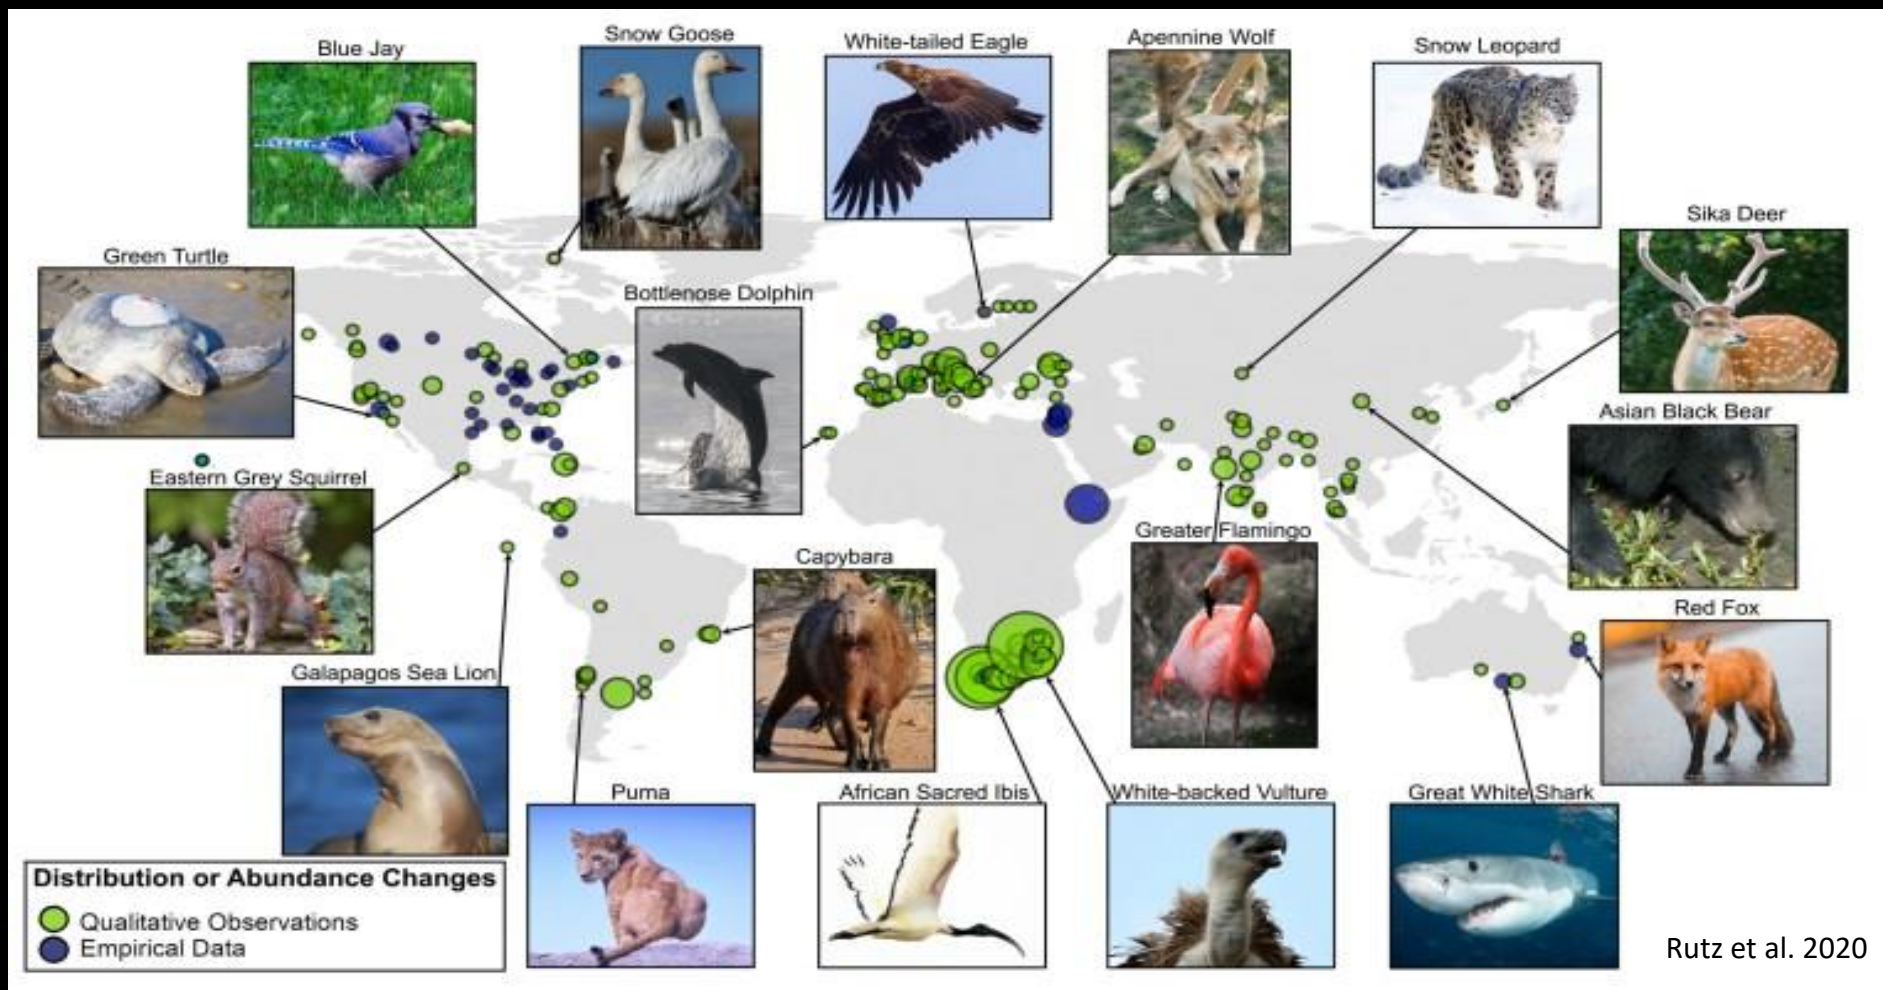 Snow Goose
Apennine Wolf
White-tailed Eagle
Snow Leopard
Blue Jay
Sika Deer
Green Turtle
Bottlenose Dolphin
Asian Black Bear
Eastern Grey Squirrel
Greater Flamingo
Capybara
Red Fox
Galapagos Sea Lion
Puma
African Sacred Ibis
White-backed Vulture
Great White Shark
Distribution or Abundance Changes
Qualitative Observations
Empirical Data
Rutz et al. 2020